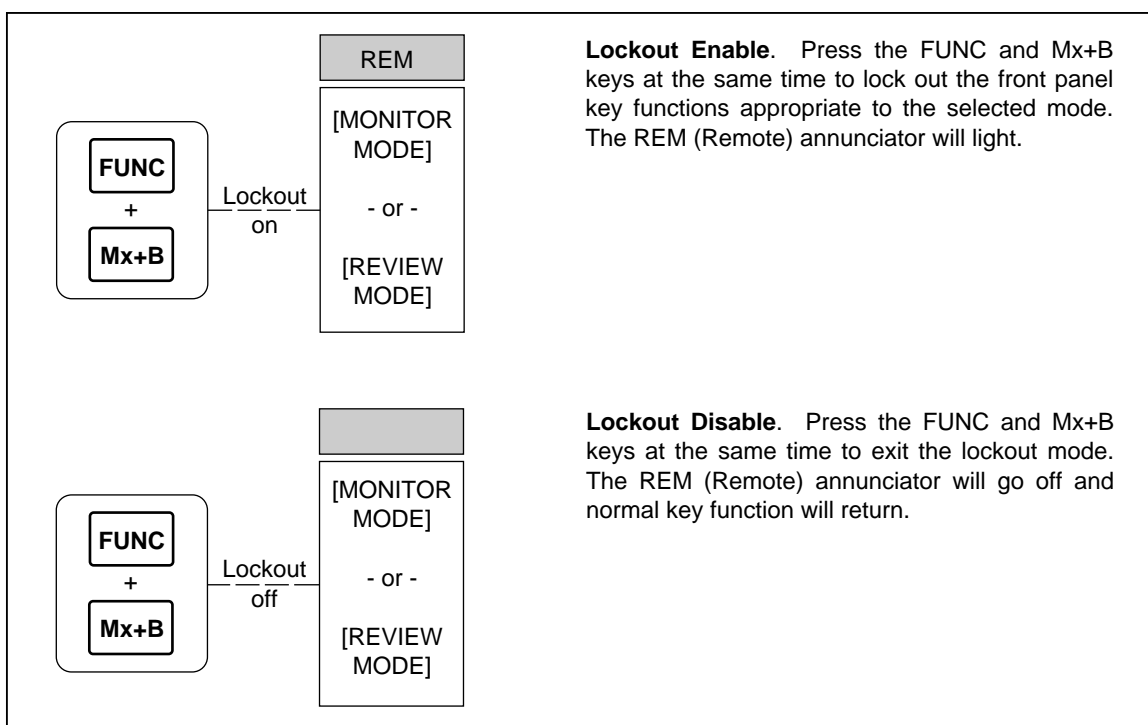 REM
[MONITOR
MODE]
- or -
[REVIEW
MODE]
FUNC
+
Mx+B
Lockout
on
Lockout Enable. Press the FUNC and Mx+B
keys at the same time to lock out the front panel
key functions appropriate to the selected mode.
The REM (Remote) annunciator will light.
[MONITOR
MODE]
- or -
[REVIEW
MODE]
FUNC
+
Mx+B
Lockout
off
Lockout Disable. Press the FUNC and Mx+B
keys at the same time to exit the lockout mode.
The REM (Remote) annunciator will go off and
normal key function will return.